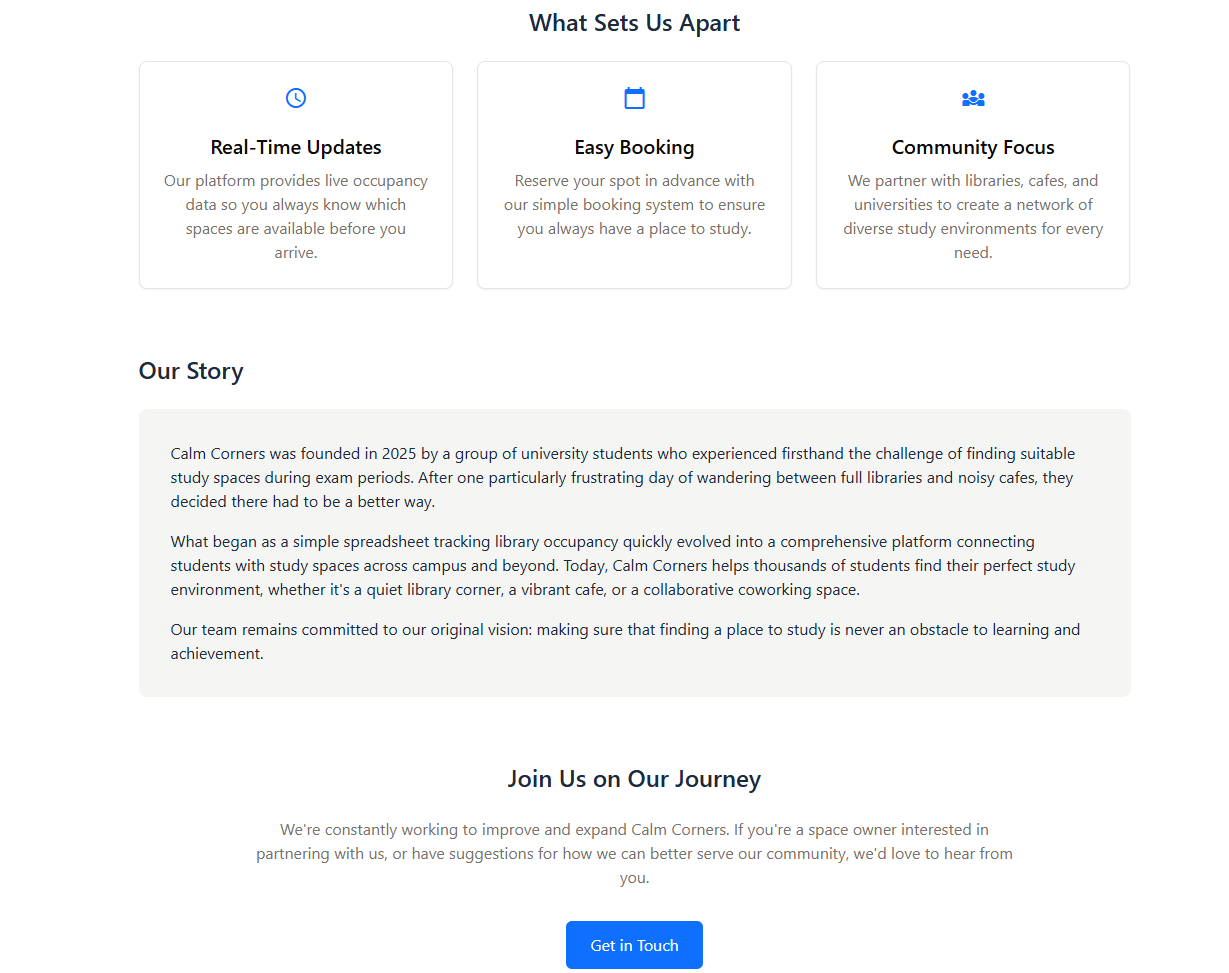 What Sets Us Apart
Real-Time Updates
Our platform provides live occupancy
data so you always know which
spaces are available before you
arrive.
Easy Booking
Reserve your spot in advance with
our simple booking system to ensure
you always have a place to study.
Community Focus
We partner with libraries, cafes, and
universities to create a network of
diverse study environments for every
need.
Our Story
Calm Corners was founded in 2025 by a group of university students who experienced firsthand the challenge of finding suitable
study spaces during exam periods. After one particularly frustrating day of wandering between full libraries and noisy cafes, they
decided there had to be a better way.
What began as a simple spreadsheet tracking library occupancy quickly evolved into a comprehensive platform connecting
students with study spaces across campus and beyond. Today, Calm Corners helps thousands of students find their perfect study
environment, whether it's a quiet library corner, a vibrant cafe, or a collaborative coworking space.
Our team remains committed to our original vision: making sure that finding a place to study is never an obstacle to learning and
achievement.
Join Us on Our Journey
We're constantly working to improve and expand Calm Corners. If you're a space owner interested in
partnering with us, or have suggestions for how we can better serve our community, we'd love to hear from
you.
Get in Touch